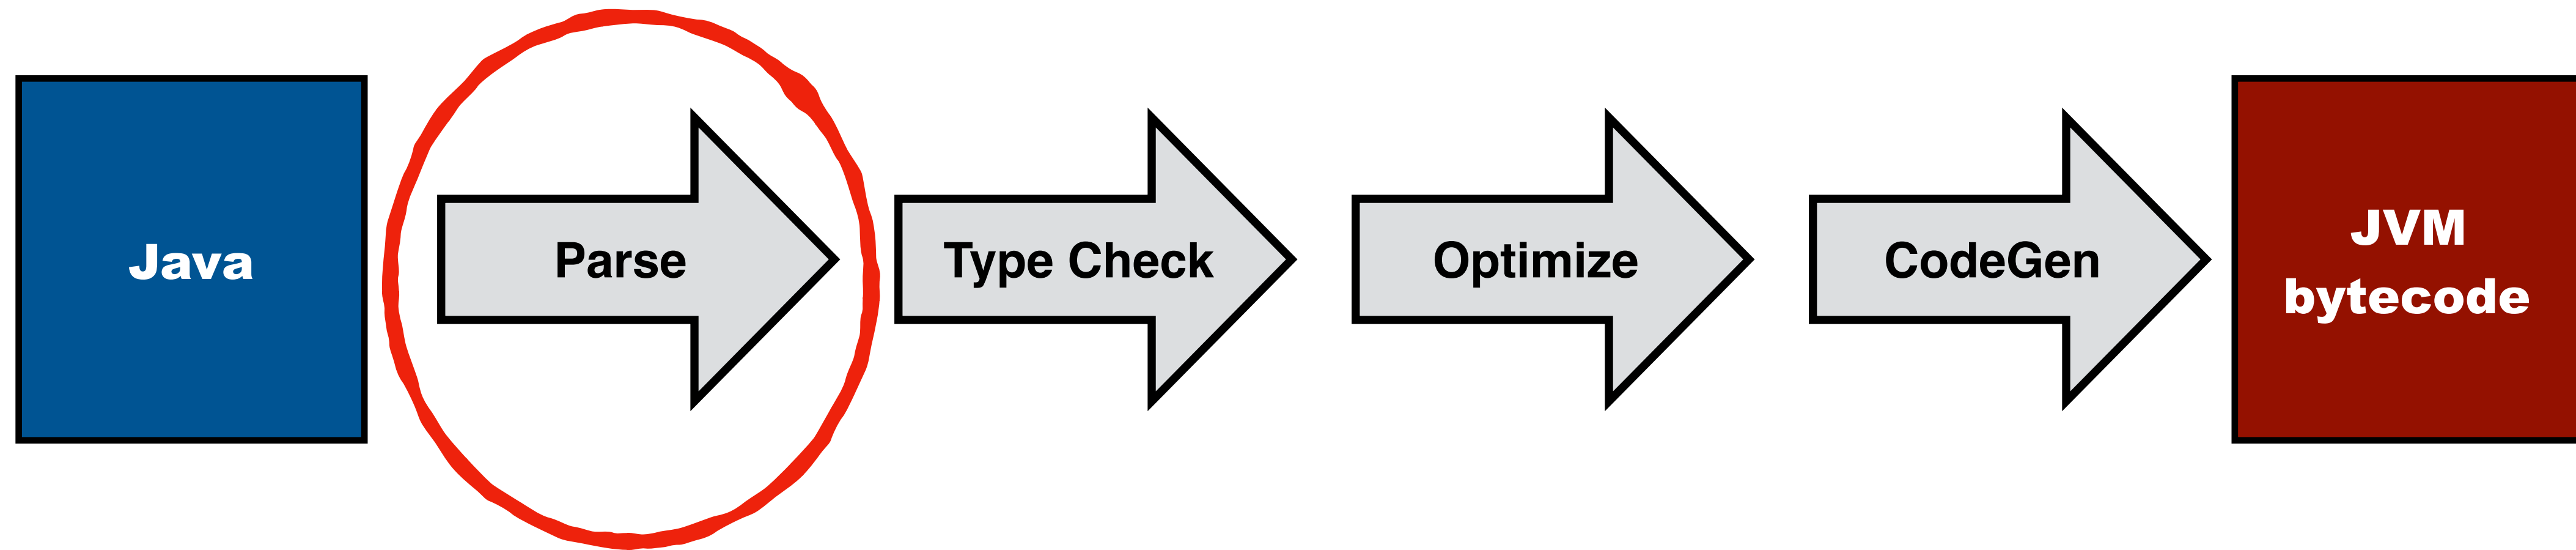 Java
Parse
Type Check
Optimize
CodeGen
JVM
bytecode